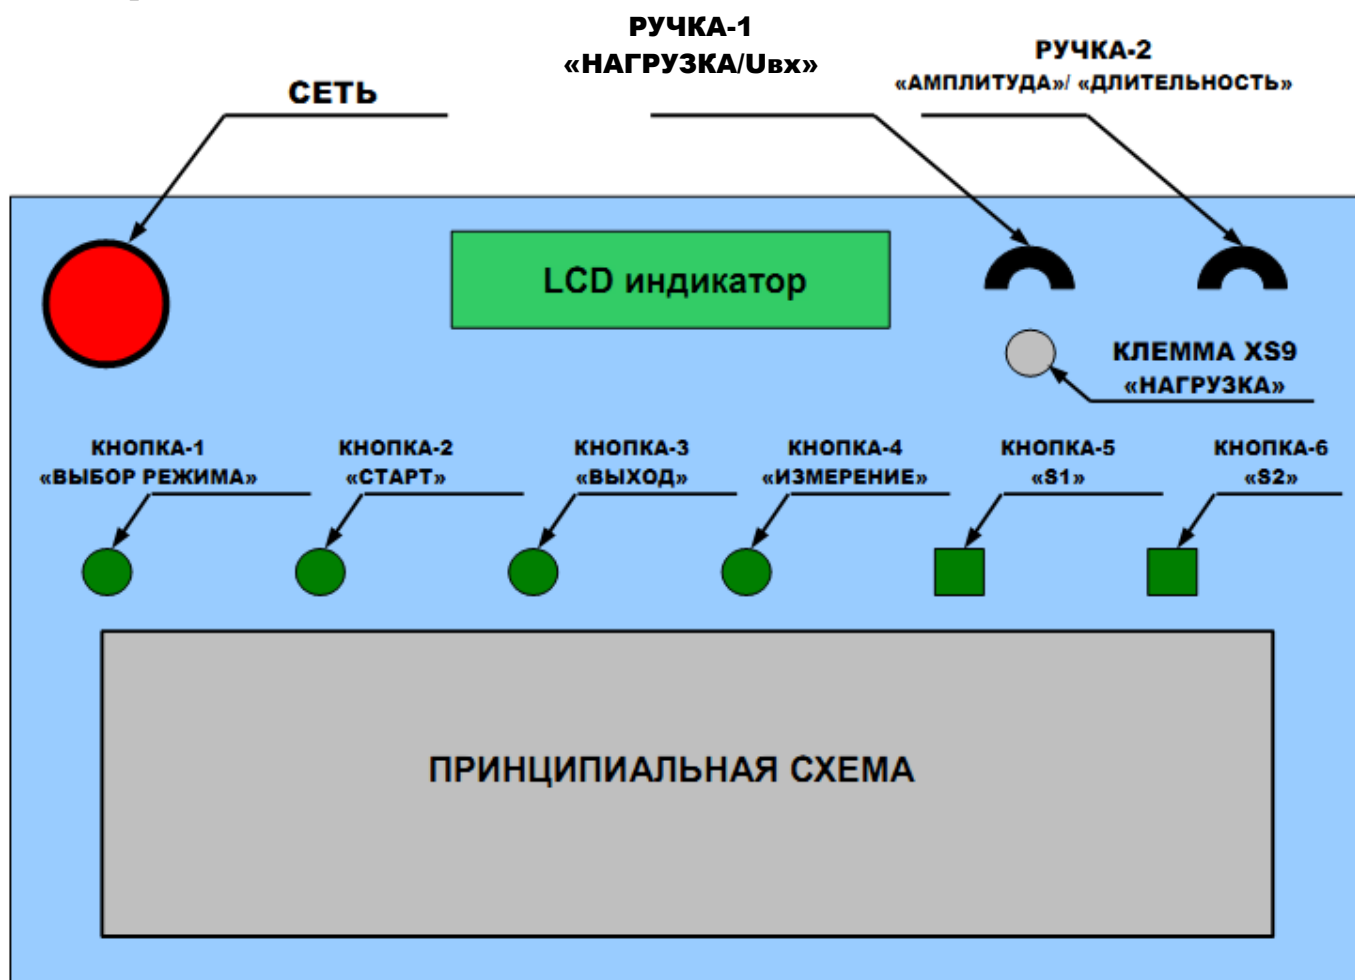 РУЧКА-1
«НАГРУЗКА/Uвх»
РУЧКА-2
«АМПЛИТУДА»/ «ДЛИТЕЛЬНОСТЬ»
СЕТЬ
LCD индикатор
КЛЕММА XS9
«НАГРУЗКА»
КНОПКА-1
«ВЫБОР РЕЖИМА»
КНОПКА-2
«СТАРТ»
КНОПКА-3
«ВЫХОД»
КНОПКА-4
«ИЗМЕРЕНИЕ»
КНОПКА-5
«S1»
КНОПКА-6
«S2»
ПРИНЦИПИАЛЬНАЯ СХЕМА